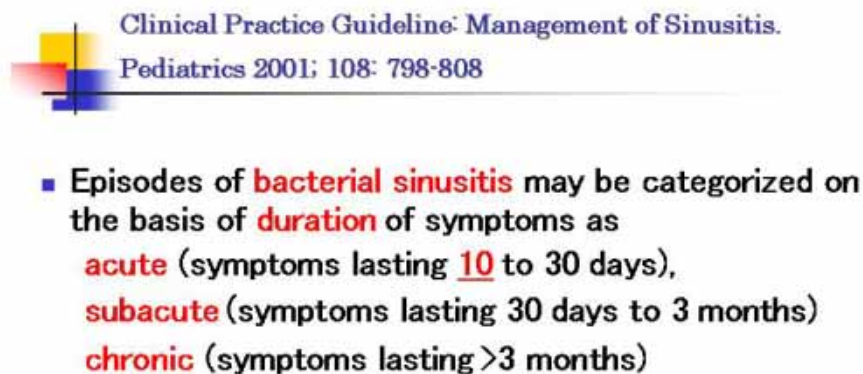 Clinical Practice Guideline: Management of Sinusitis.
Pediatrics 2001; 108: 798-808
Episodes of bacterial sinusitis may be categorized on
the basis of duration of symptoms as
acute (symptoms lasting 10 to 30 days),
subacute (symptoms lasting 30 days to 3 months)
chronic (symptoms lasting >3 months)